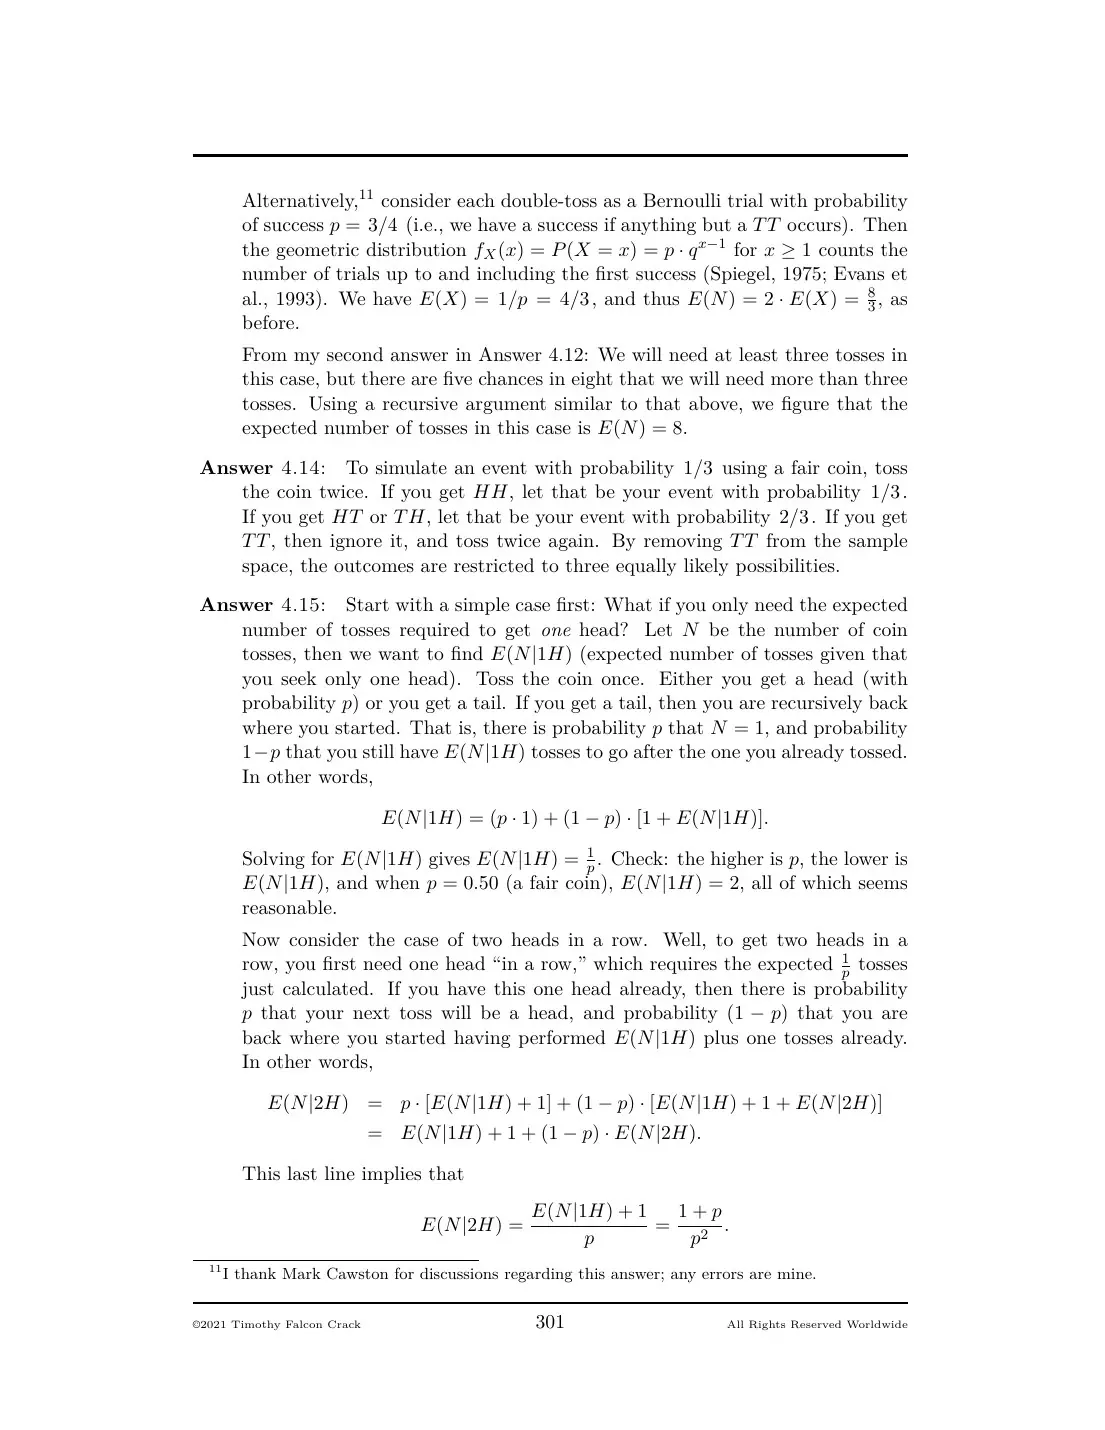 Alternatively,11 consider each double-toss as a Bernoulli trial with probability
of success p = 3/4 (i.e., we have a success if anything but a TT occurs). Then
the geometric distribution fX(x) = P(X = x) = p · q^{x−1} for x ≥ 1 counts the
number of trials up to and including the first success (Spiegel, 1975; Evans et
al., 1993). We have E(X) = 1/p = 4/3, and thus E(N) = 2 · E(X) = 8/3, as
before.
From my second answer in Answer 4.12: We will need at least three tosses in
this case, but there are five chances in eight that we will need more than three
tosses. Using a recursive argument similar to that above, we figure that the
expected number of tosses in this case is E(N) = 8.
Answer 4.14: To simulate an event with probability 1/3 using a fair coin, toss
the coin twice. If you get HH, let that be your event with probability 1/3.
If you get HT or TH, let that be your event with probability 2/3. If you get
TT, then ignore it, and toss twice again. By removing TT from the sample
space, the outcomes are restricted to three equally likely possibilities.
Answer 4.15: Start with a simple case first: What if you only need the expected
number of tosses required to get one head? Let N be the number of coin
tosses, then we want to find E(N|1H) (expected number of tosses given that
you seek only one head). Toss the coin once. Either you get a head (with
probability p) or you get a tail. If you get a tail, then you are recursively back
where you started. That is, there is probability p that N = 1, and probability
1−p that you still have E(N|1H) tosses to go after the one you already tossed.
In other words,
E(N|1H) = (p · 1) + (1 − p) · [1 + E(N|1H)].
Solving for E(N|1H) gives E(N|1H) = 1/p. Check: the higher is p, the lower is
E(N|1H), and when p = 0.50 (a fair coin), E(N|1H) = 2, all of which seems
reasonable.
Now consider the case of two heads in a row. Well, to get two heads in a
row, you first need one head “in a row,” which requires the expected 1/p tosses
just calculated. If you have this one head already, then there is probability
p that your next toss will be a head, and probability (1 − p) that you are
back where you started having performed E(N|1H) plus one tosses already.
In other words,
E(N|2H) = p · [E(N|1H) + 1] + (1 − p) · [E(N|1H) + 1 + E(N|2H)]
= E(N|1H) + 1 + (1 − p) · E(N|2H).
This last line implies that
E(N|2H) = (E(N|1H) + 1)/p = (1 + p)/p².
11I thank Mark Cawston for discussions regarding this answer; any errors are mine.
©2021 Timothy Falcon Crack 301 All Rights Reserved Worldwide